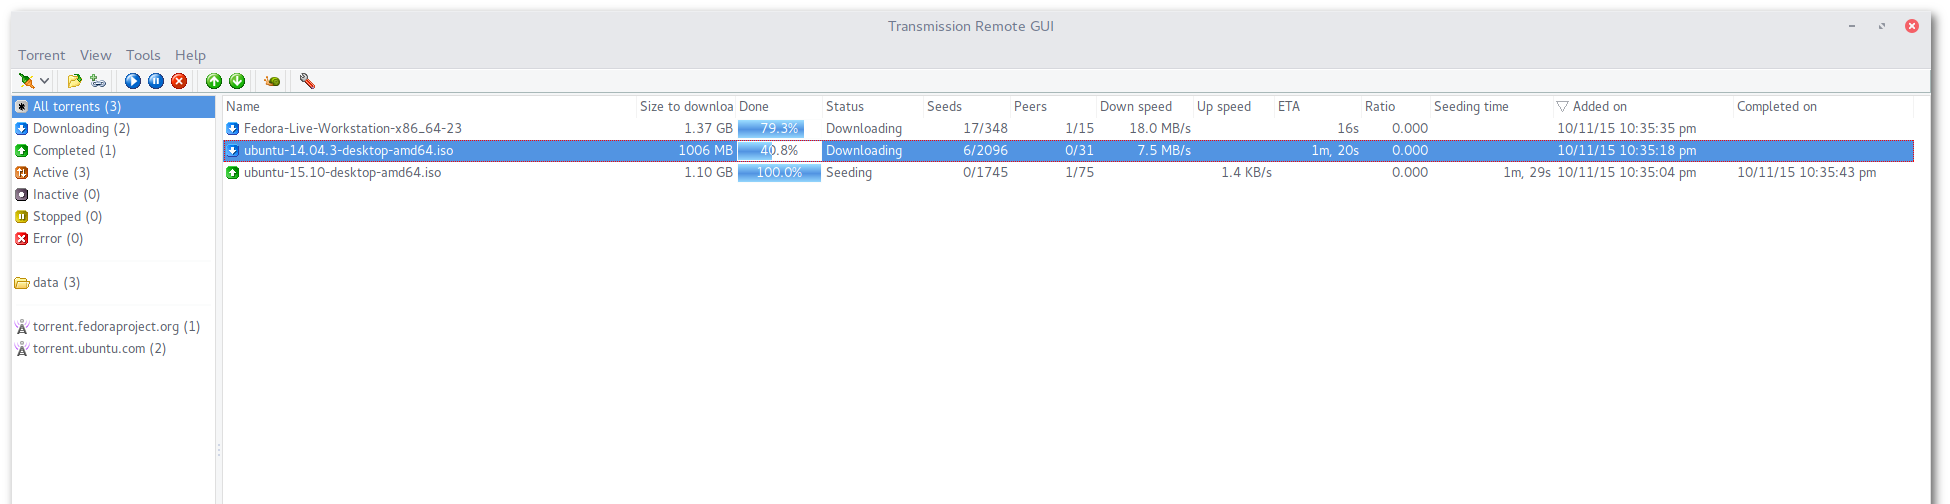 Transmission Remote GUI
Torrent View Tools Help
All torrents (3)
Downloading (2)
Completed (1)
Active (3)
Inactive (0)
Stopped (0)
Error (0)
data (3)
torrent.fedoraproject.org (1)
torrent.ubuntu.com (2)
Name Size to downloa Done Status Seeds Peers Down speed Up speed ETA Ratio Seeding time Added on Completed on
Fedora-Live-Workstation-x86_64-23 1.37 GB 79.3% Downloading 17/348 1/15 18.0 MB/s 16s 0.000 10/11/15 10:35:35 pm
ubuntu-14.04.3-desktop-amd64.iso 1006 MB 40.8% Downloading 6/2096 0/31 7.5 MB/s 1m, 20s 0.000 10/11/15 10:35:18 pm
ubuntu-15.10-desktop-amd64.iso 1.10 GB 100.0% Seeding 0/1745 1/75 1.4 KB/s 0.000 1m, 29s 10/11/15 10:35:04 pm 10/11/15 10:35:43 pm